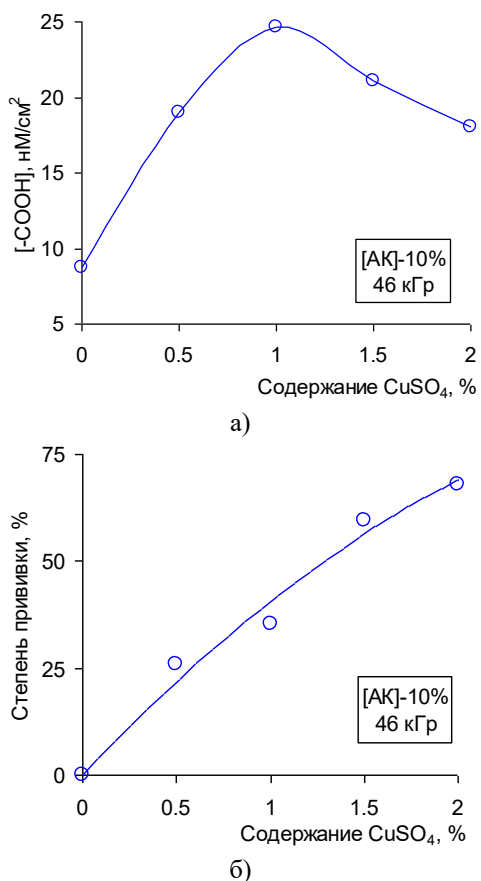 25
20
15
10
5
[-COOH], нМ/см²
[АК]-10%
46 кГр
0
0.5
1
1.5
2
Содержание CuSO₄, %
а)
75
50
25
0
Степень прививки, %
[АК]-10%
46 кГр
0
0.5
1
1.5
2
Содержание CuSO₄, %
б)